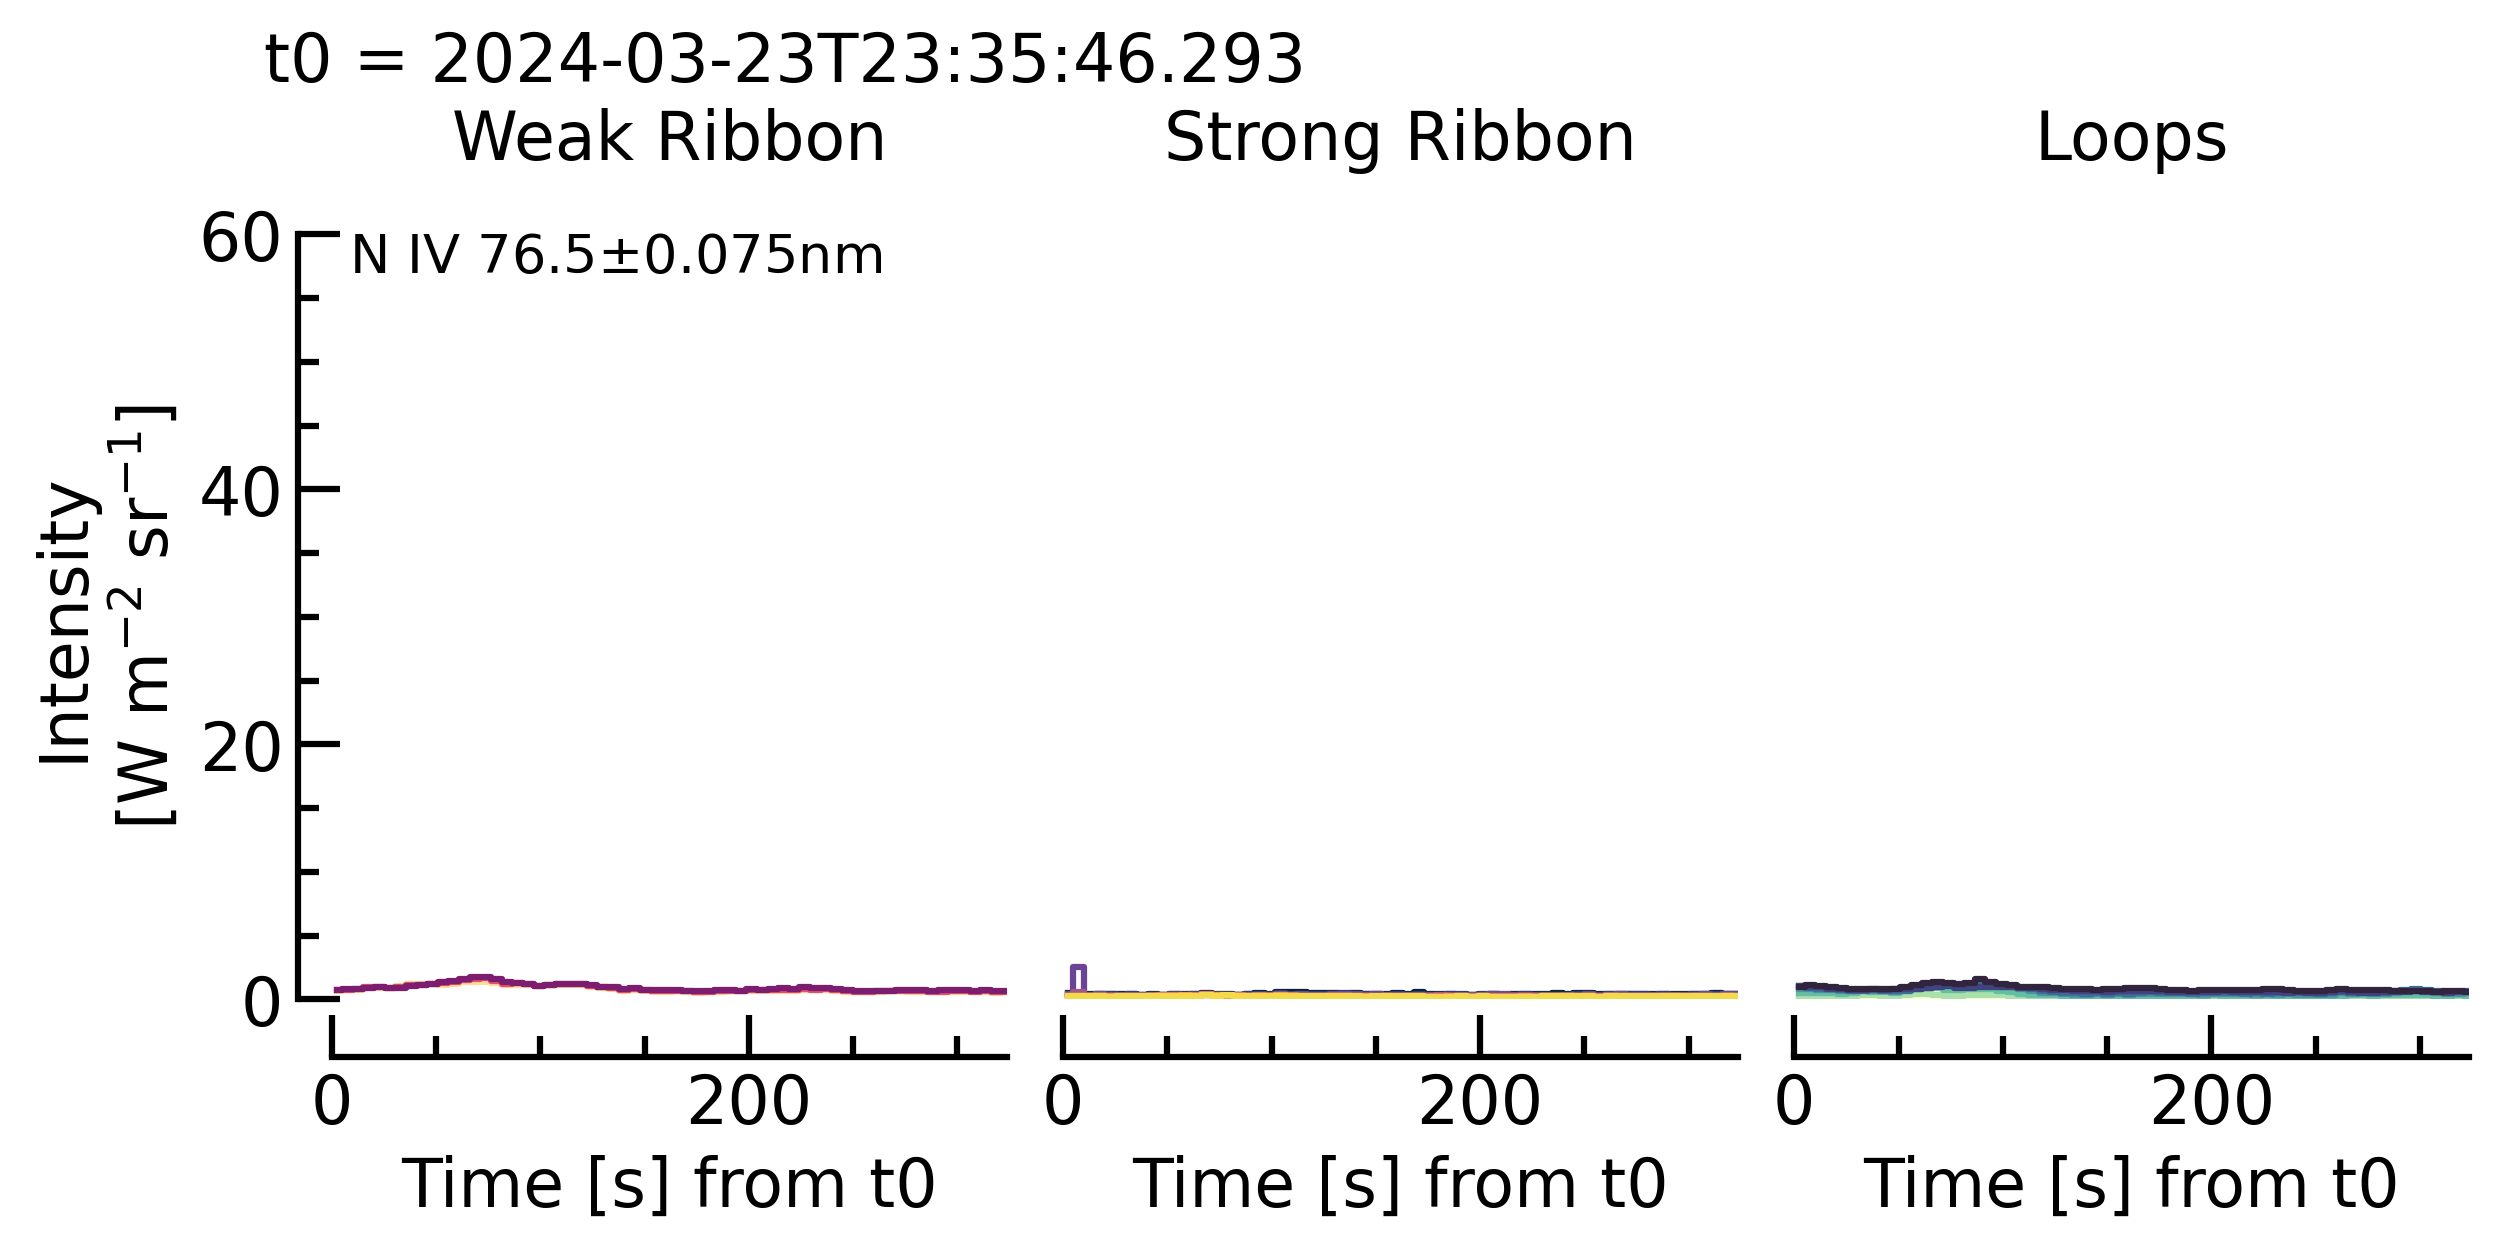 t0 = 2024-03-23T23:35:46.293
Weak Ribbon
Strong Ribbon
Loops
N IV 76.5±0.075nm
Intensity
[W m⁻² sr⁻¹]
60
40
20
0
0 200
0 200
0 200
Time [s] from t0
Time [s] from t0
Time [s] from t0